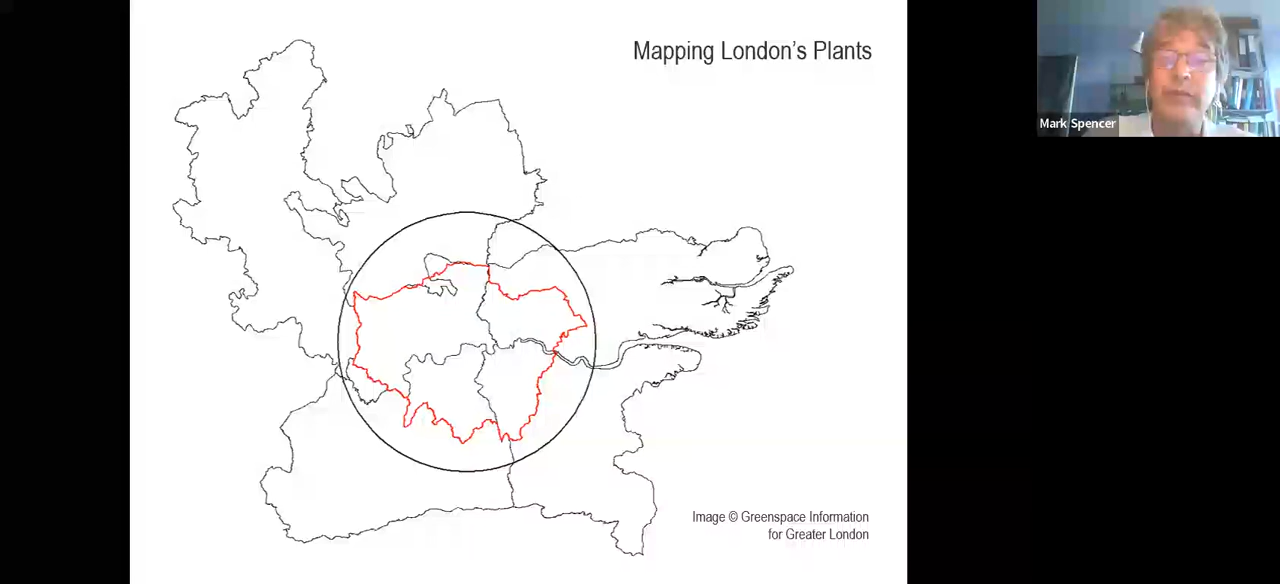 Mapping London's Plants
Mark Spencer
Image © Greenspace Information
for Greater London